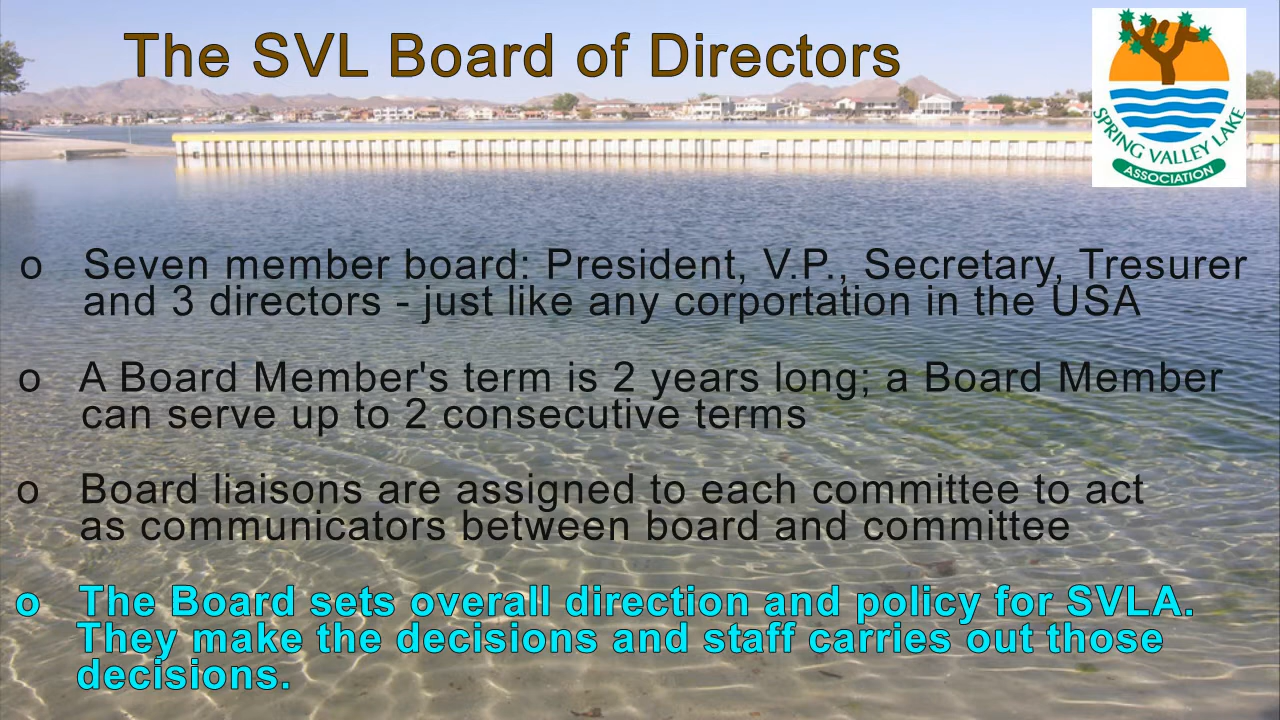 The SVL Board of Directors
SPRING VALLEY LAKE
ASSOCIATION
o Seven member board: President, V.P., Secretary, Tresurer
and 3 directors - just like any corportation in the USA
o A Board Member's term is 2 years long; a Board Member
can serve up to 2 consecutive terms
o Board liaisons are assigned to each committee to act
as communicators between board and committee
o The Board sets overall direction and policy for SVLA.
They make the decisions and staff carries out those
decisions.